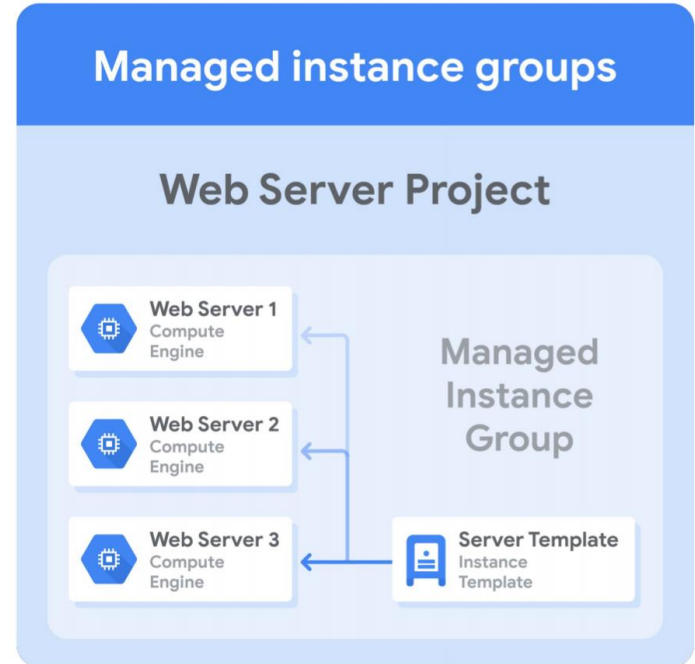 Managed instance groups
Web Server Project
Web Server 1
Compute
Engine
Managed
Instance
Group
Web Server 2
Compute
Engine
Web Server 3
Compute
Engine
Server Template
Instance
Template